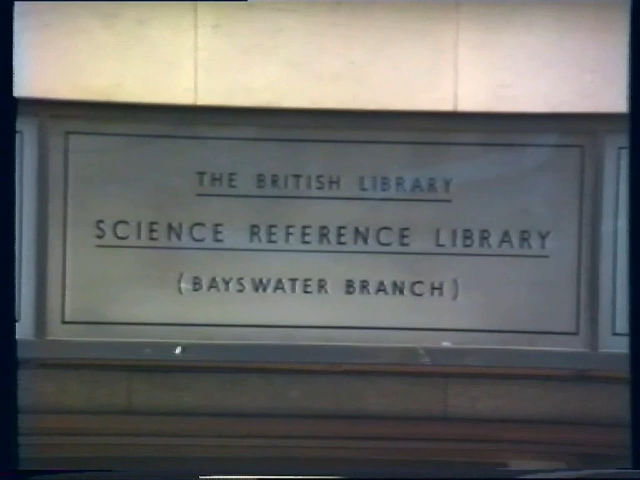 THE BRITISH LIBRARY
SCIENCE REFERENCE LIBRARY
(BAYSWATER BRANCH)